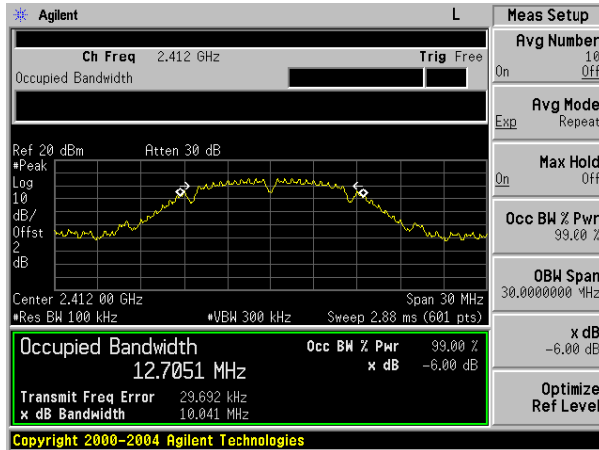 Agilent L Meas Setup
Avg Number
10
On Off
Ch Freq 2.412 GHz Trig Free
Occupied Bandwidth
Avg Mode
Exp Repeat
Ref 20 dBm Atten 30 dB
#Peak
Log
10
dB/
Offst
2
dB
Max Hold
On Off
Occ BW % Pwr
99.00 %
OBW Span
30.0000000 MHz
Center 2.412 00 GHz Span 30 MHz
#Res BW 100 kHz #VBW 300 kHz Sweep 2.88 ms (601 pts)
x dB
-6.00 dB
Occupied Bandwidth Occ BW % Pwr 99.00 %
12.7051 MHz x dB -6.00 dB
Transmit Freq Error 29.692 kHz
x dB Bandwidth 10.041 MHz
Optimize
Ref Level
Copyright 2000-2004 Agilent Technologies